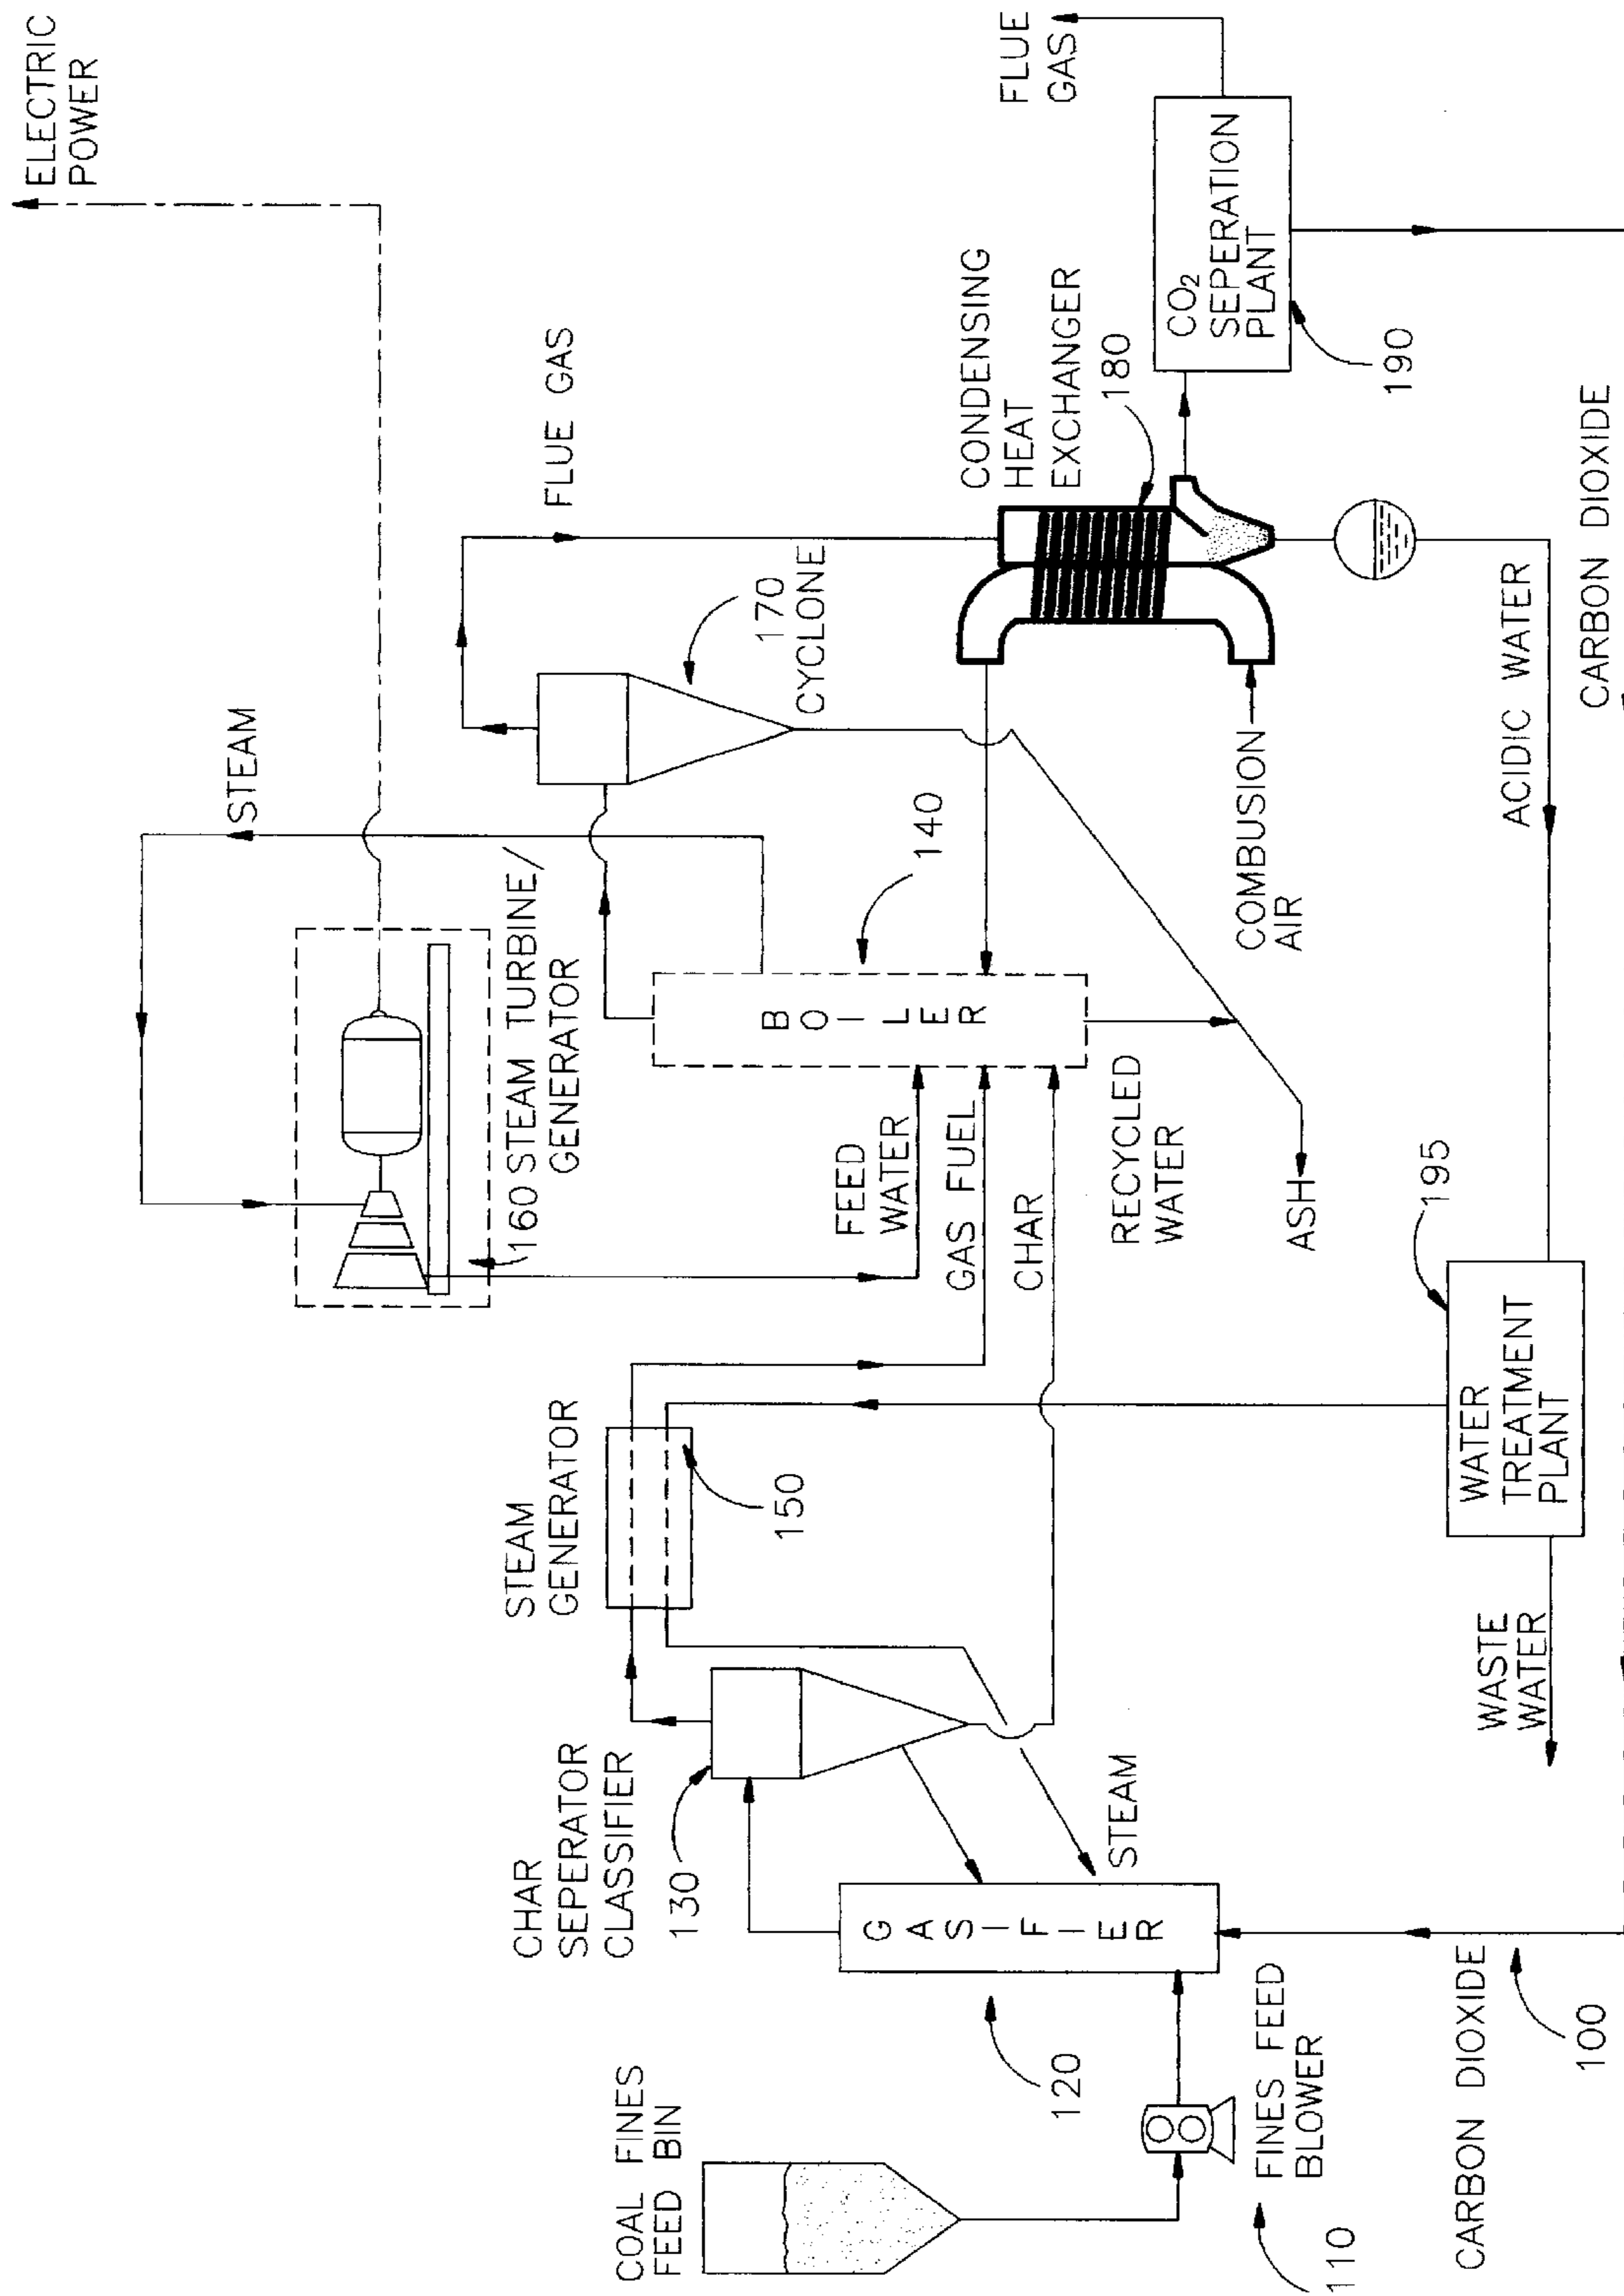 ELECTRIC
POWER
STEAM
160 STEAM TURBINE/
GENERATOR
FLUE GAS
FLUE
GAS
STEAM
GENERATOR
150
CHAR
SEPERATOR
CLASSIFIER
130
COAL FINES
FEED BIN
170
CYCLONE
BOILER
140
FEED
WATER
GAS FUEL
CHAR
RECYCLED
WATER
CONDENSING
HEAT
EXCHANGER
180
CO₂
SEPERATION
PLANT
190
GASIFIER
120
STEAM
FINES FEED
BLOWER
110
COMBUSION
AIR
ASH
195
WATER
TREATMENT
PLANT
WASTE
WATER
ACIDIC WATER
CARBON DIOXIDE
CARBON DIOXIDE
100